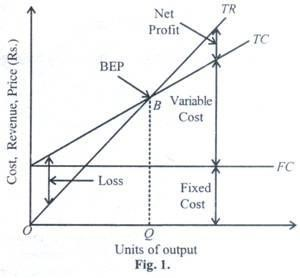 Net
Profit
TR
TC
BEP
B
Variable
Cost
Loss
FC
Fixed
Cost
Cost, Revenue, Price (Rs.)
O
Q
Units of output
Fig. 1.